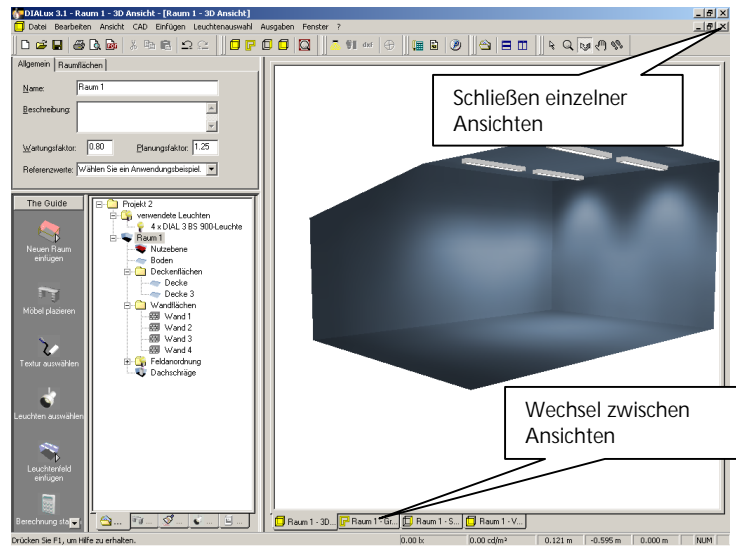 DIALux 3.1 - Raum 1 - 3D Ansicht - [Raum 1 - 3D Ansicht]
Datei Bearbeiten Ansicht CAD Einfügen Leuchtenauswahl Ausgaben Fenster ?
dxf
Allgemein Raumflächen
Name: Raum 1
Beschreibung:
Wartungsfaktor: 0.80 Planungsfaktor: 1.25
Referenzwerte: Wählen Sie ein Anwendungsbeispiel.
Schließen einzelner
Ansichten
The Guide
Neuen Raum
einfügen
Möbel plazieren
Textur auswählen
Leuchten auswählen
Leuchtenfeld
einfügen
Berechnung sta
Projekt 2
verwendete Leuchten
4 x DIAL 3 BS 900-Leuchte
Raum 1
Nutzebene
Boden
Deckenflächen
Decke
Decke 3
Wandflächen
Wand 1
Wand 2
Wand 3
Wand 4
Feldanordnung
Dachschräge
Wechsel zwischen
Ansichten
Raum 1 - 3D... Raum 1 - Gr... Raum 1 - S... Raum 1 - V...
Drücken Sie F1, um Hilfe zu erhalten. 0.00 lx 0.00 cd/m² 0.121 m -0.595 m 0.000 m NUM